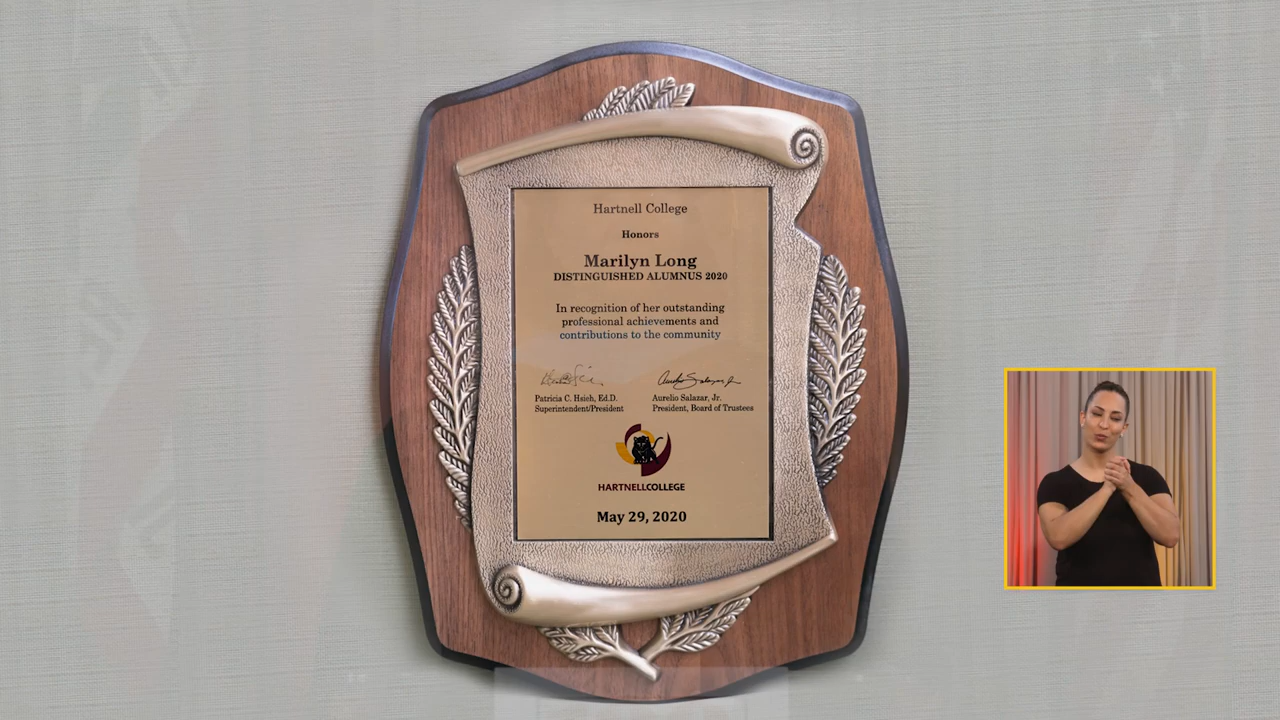 Hartnell College
Honors
Marilyn Long
DISTINGUISHED ALUMNUS 2020
In recognition of her outstanding
professional achievements and
contributions to the community
Patricia C. Hsieh, Ed.D.
Superintendent/President
Aurelio Salazar, Jr.
President, Board of Trustees
HARTNELLCOLLEGE
May 29, 2020